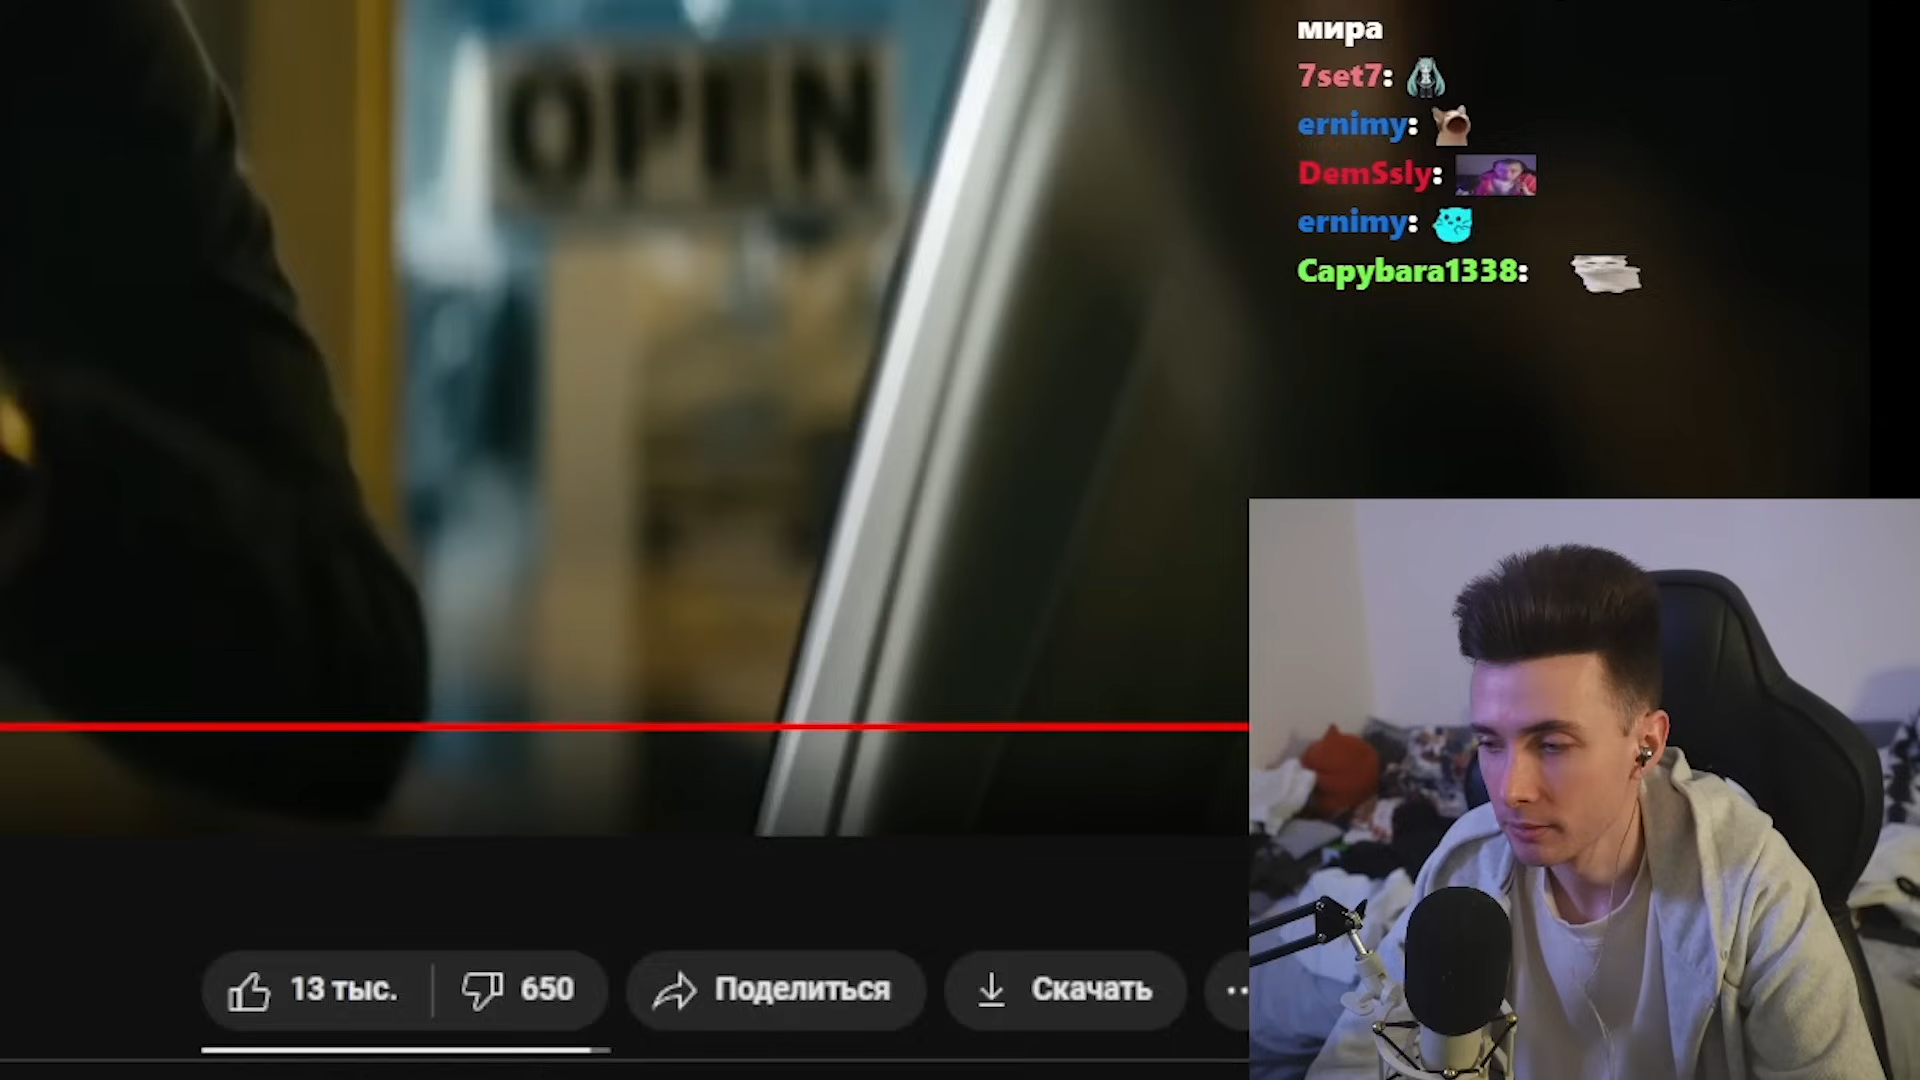 OPEN
мира
7set7:
ernimy:
DemSsly:
ernimy:
Capybara1338:
13 тыс.
650
Поделиться
Скачать